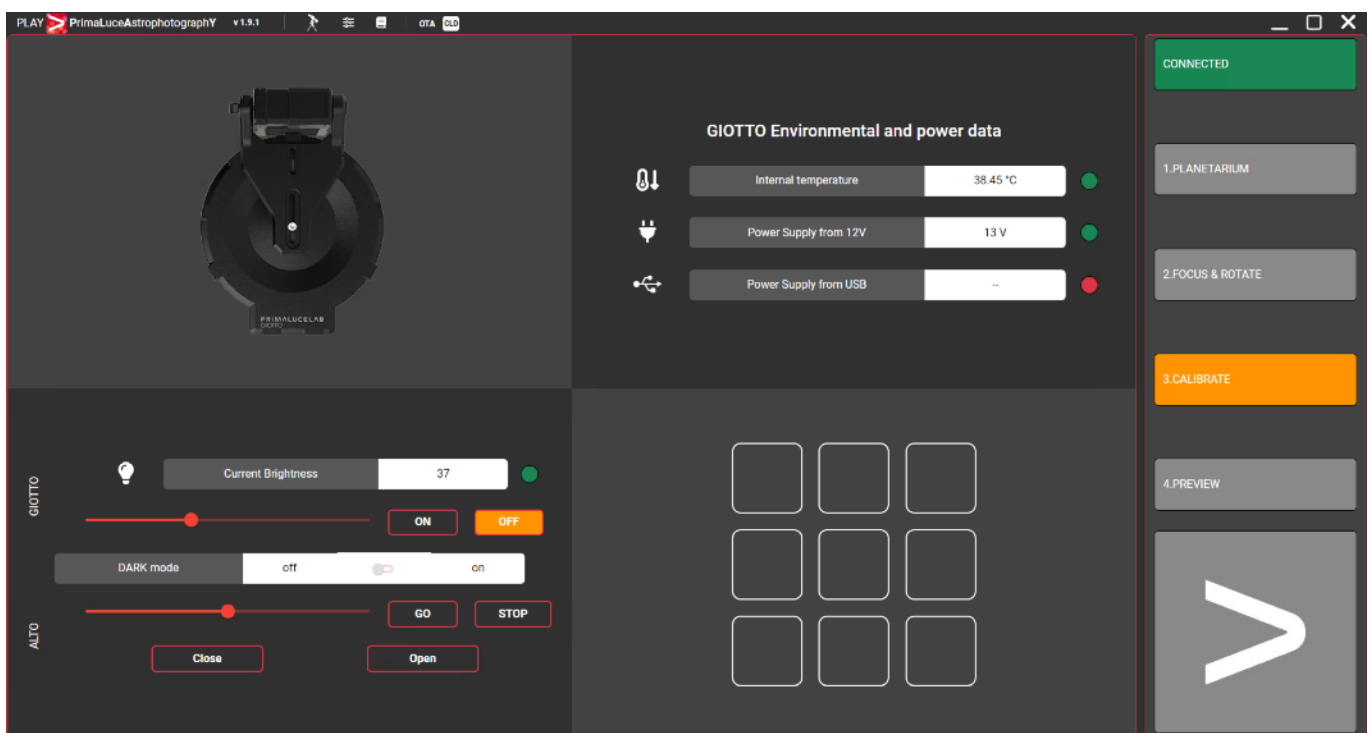 PLAY PrimaLuceAstrophotographY v 1.9.1 OTA CLD
CONNECTED
GIOTTO Environmental and power data
Internal temperature 38.45 °C
Power Supply from 12V 13 V
Power Supply from USB --
PRIMALUCELAB
GIOTTO
GIOTTO
Current Brightness 37
ON OFF
DARK mode off on
ALTO
GO STOP
Close Open
1.PLANETARIUM
2.FOCUS & ROTATE
3.CALIBRATE
4.PREVIEW